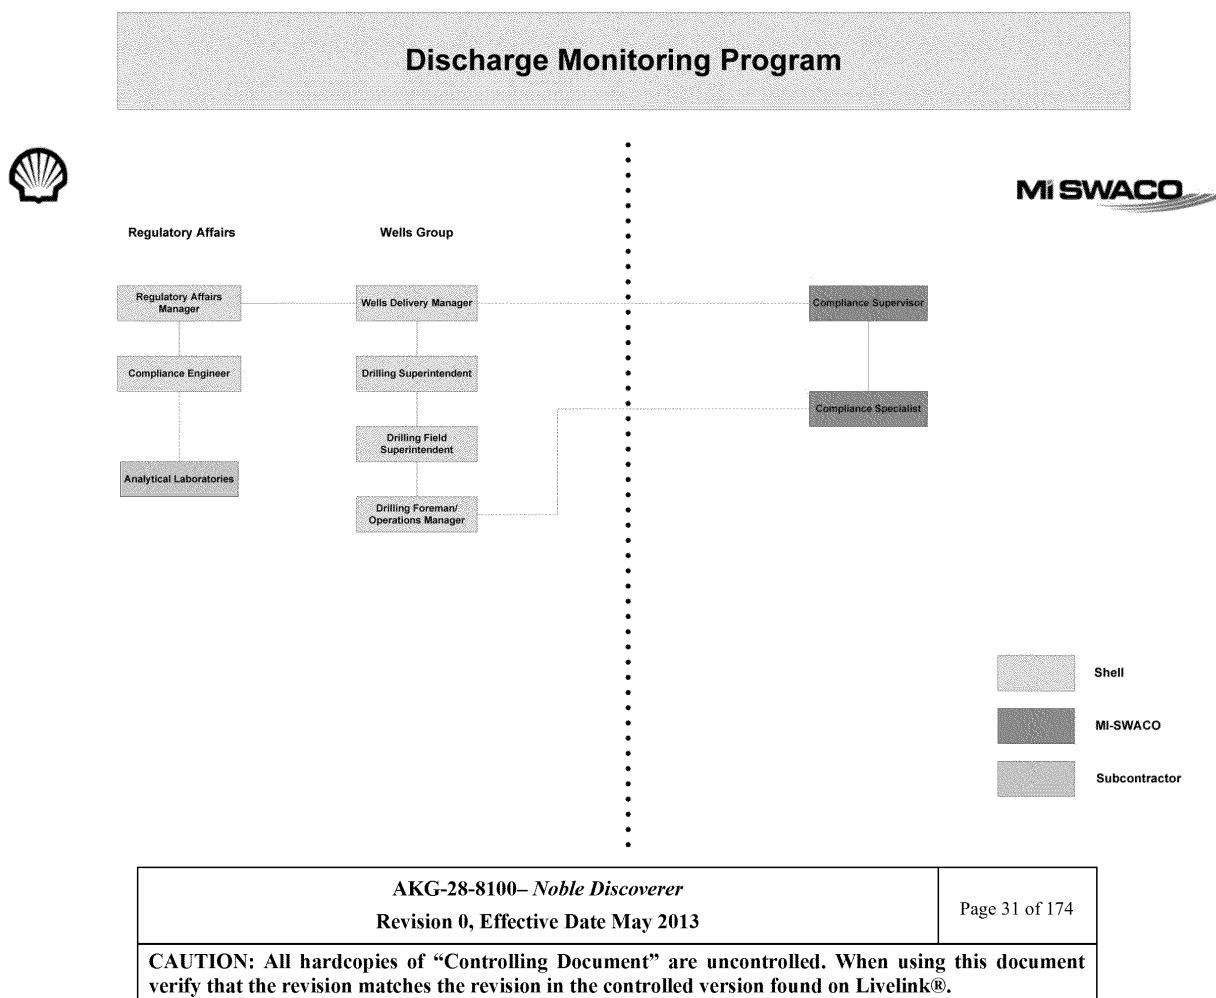 Discharge Monitoring Program
Mi SWACO
Regulatory Affairs
Wells Group
Regulatory Affairs
Manager
Wells Delivery Manager
Compliance Supervisor
Compliance Engineer
Drilling Superintendent
Compliance Specialist
Drilling Field
Superintendent
Analytical Laboratories
Drilling Foreman/
Operations Manager
Shell
MI-SWACO
Subcontractor
AKG-28-8100– Noble Discoverer
Revision 0, Effective Date May 2013
Page 31 of 174
CAUTION: All hardcopies of “Controlling Document” are uncontrolled. When using this document
verify that the revision matches the revision in the controlled version found on Livelink®.